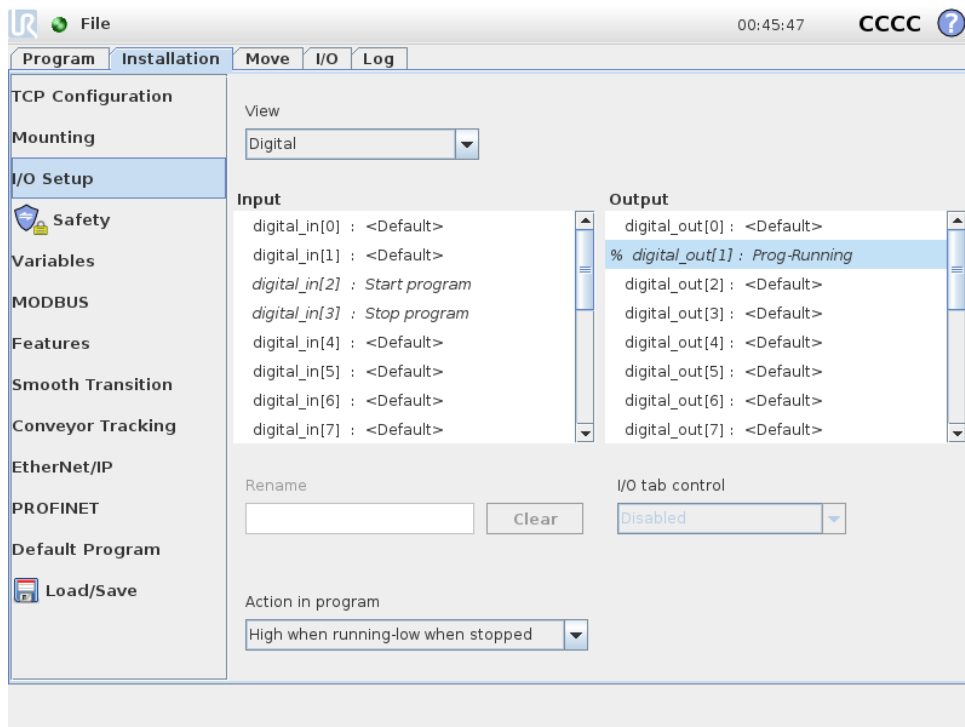 UR File 00:45:47 CCCC ?
Program Installation Move I/O Log
TCP Configuration
Mounting
I/O Setup
Safety
Variables
MODBUS
Features
Smooth Transition
Conveyor Tracking
EtherNet/IP
PROFINET
Default Program
Load/Save
View
Digital
Input
digital_in[0] : <Default>
digital_in[1] : <Default>
digital_in[2] : Start program
digital_in[3] : Stop program
digital_in[4] : <Default>
digital_in[5] : <Default>
digital_in[6] : <Default>
digital_in[7] : <Default>
Output
digital_out[0] : <Default>
% digital_out[1] : Prog-Running
digital_out[2] : <Default>
digital_out[3] : <Default>
digital_out[4] : <Default>
digital_out[5] : <Default>
digital_out[6] : <Default>
digital_out[7] : <Default>
Rename
Clear
I/O tab control
Disabled
Action in program
High when running-low when stopped